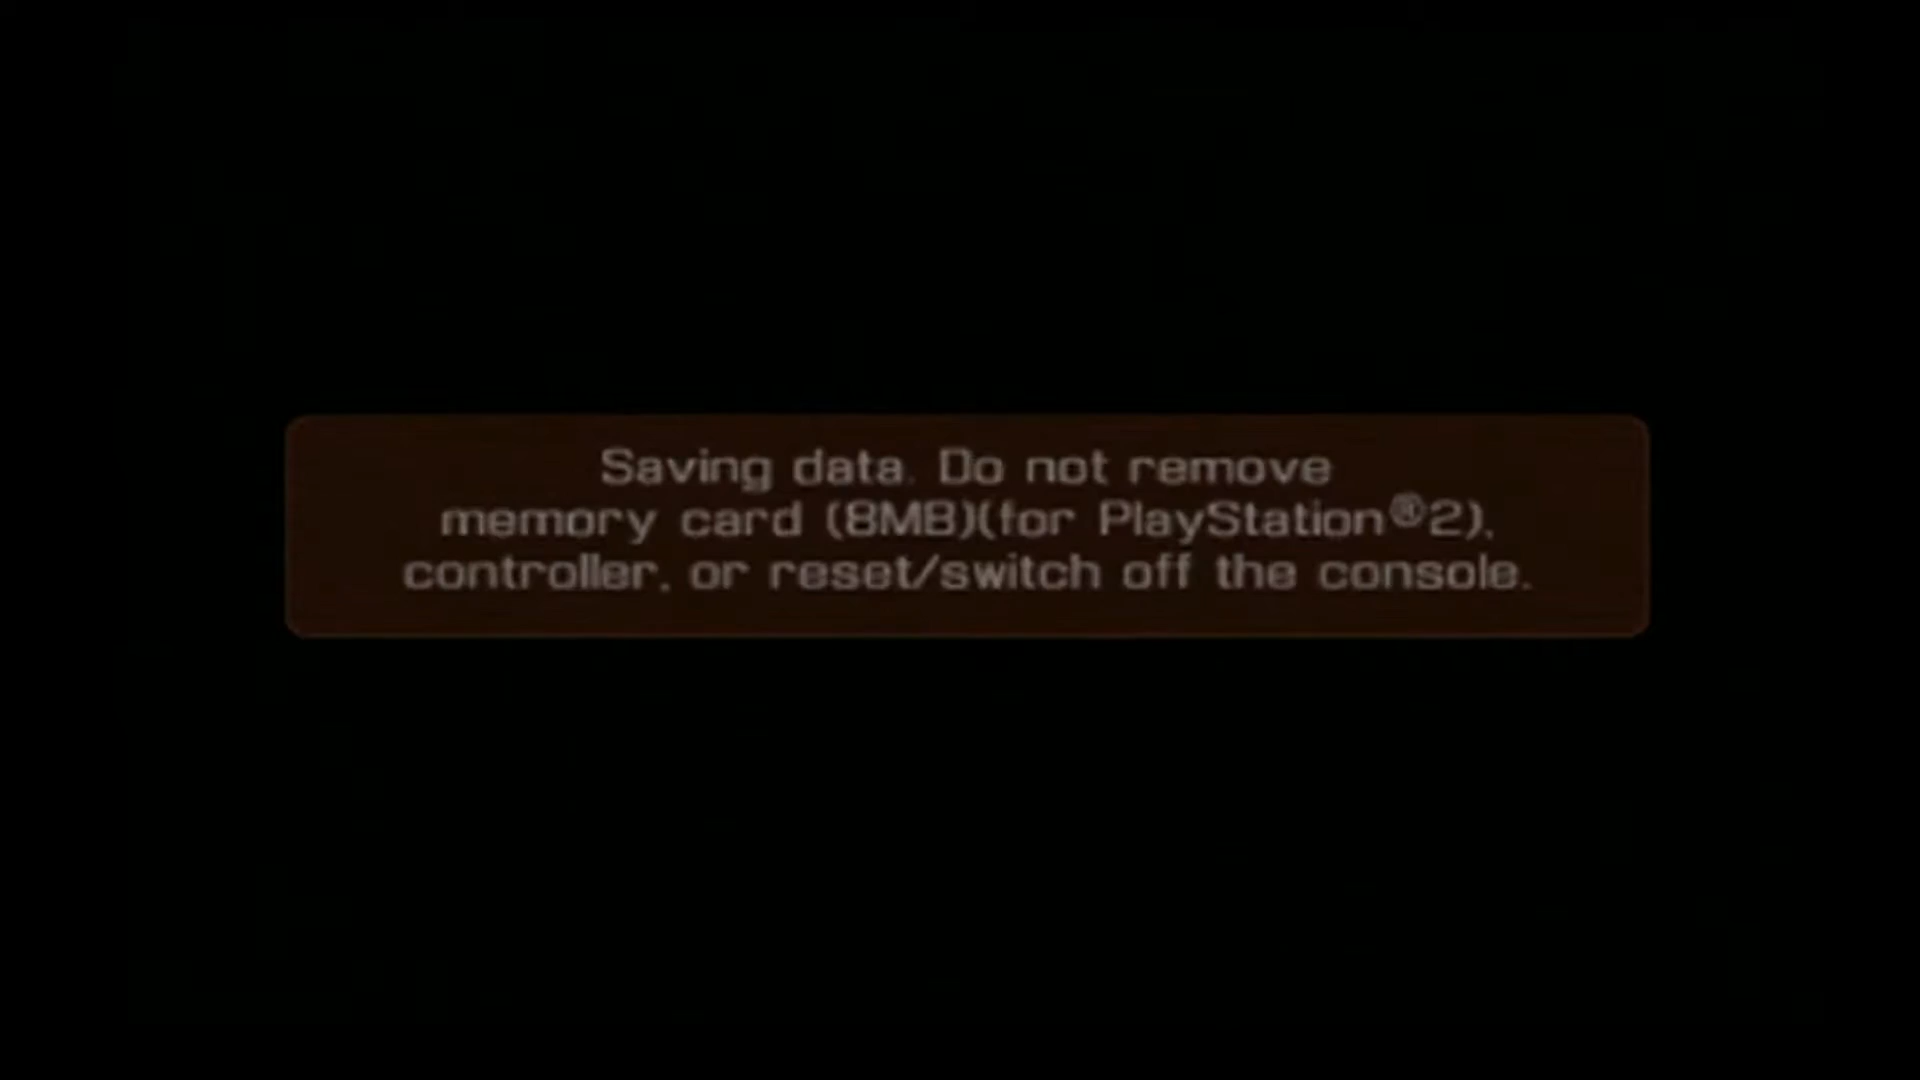 Saving data. Do not remove
memory card (8MB)(for PlayStation®2),
controller, or reset/switch off the console.